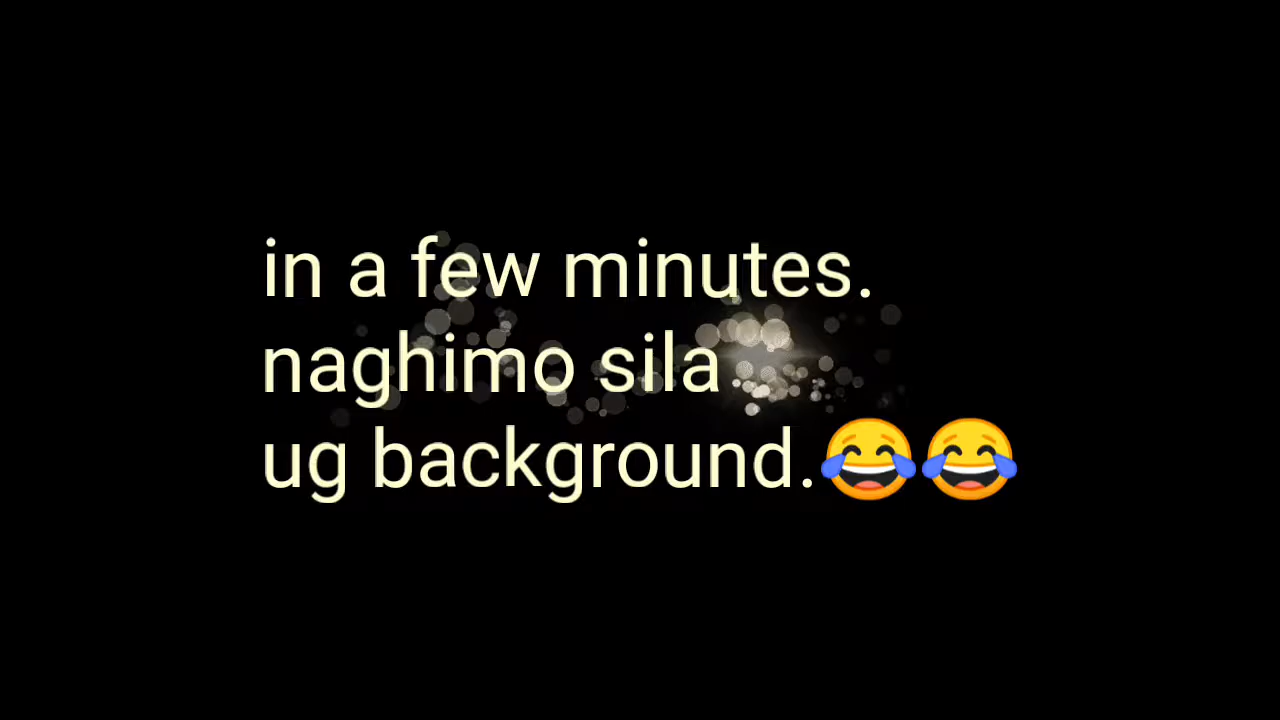 in a few minutes.
naghimo sila
ug background.😂😂